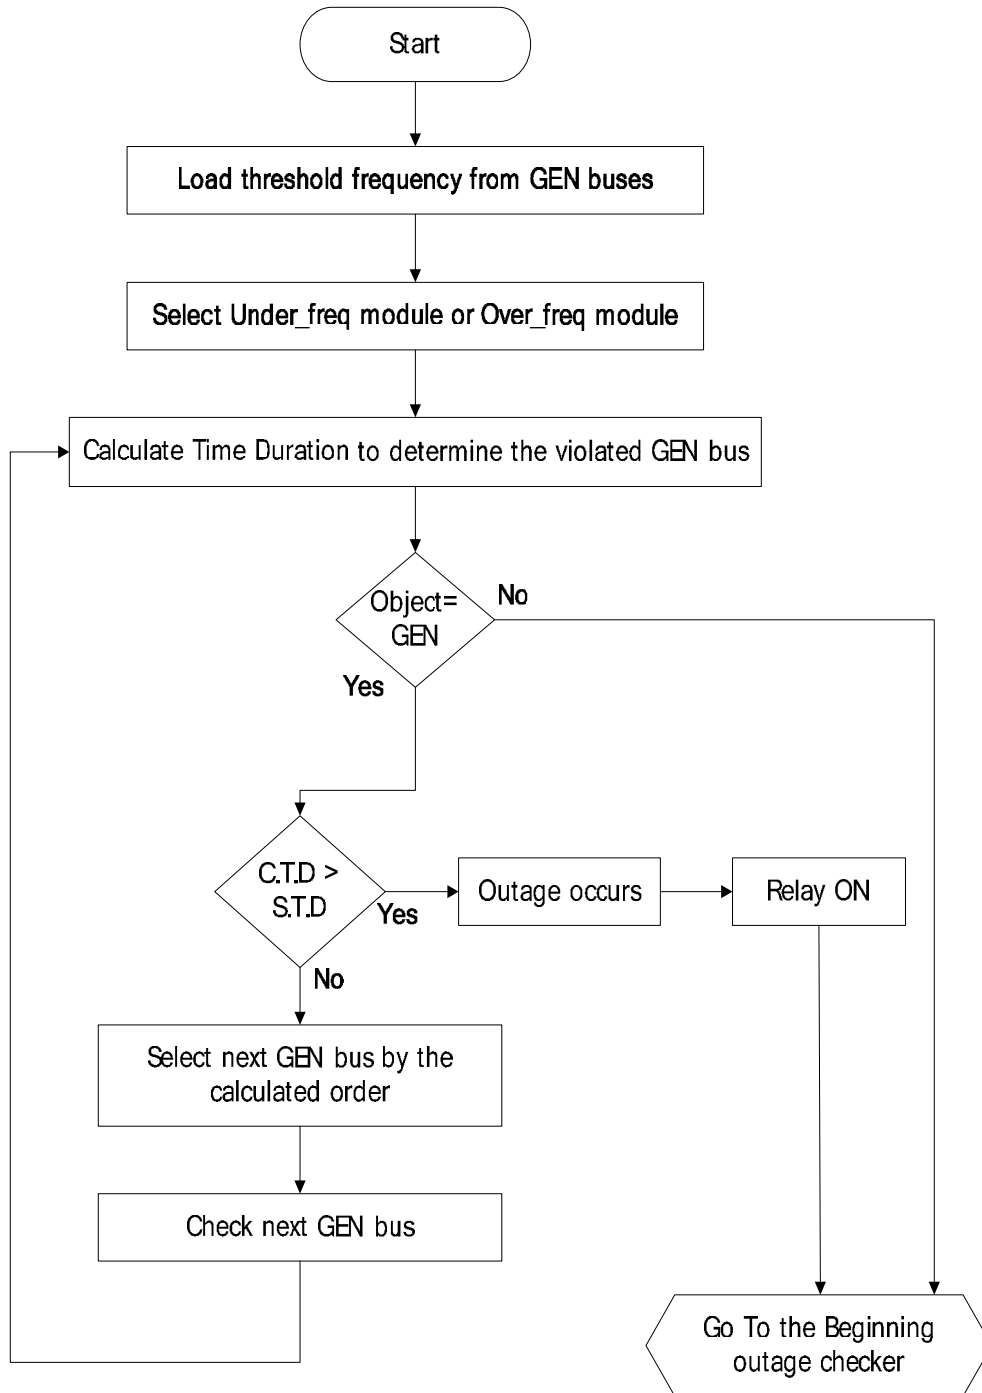 Start
Load threshold frequency from GEN buses
Select Under_freq module or Over_freq module
Calculate Time Duration to determine the violated GEN bus
Object=
GEN
No
Yes
C.T.D >
S.T.D
Yes
Outage occurs
Relay ON
No
Select next GEN bus by the
calculated order
Check next GEN bus
Go To the Beginning
outage checker